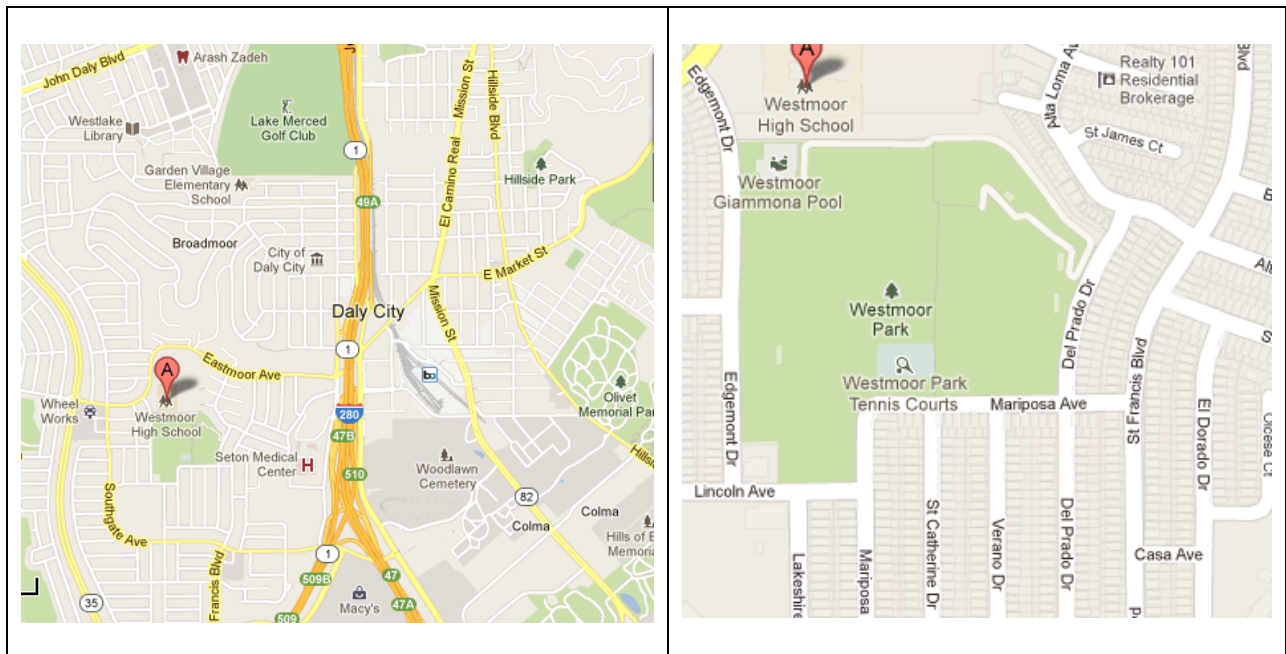 Arash Zadeh
John Daly Blvd
Westlake
Library
Lake Merced
Golf Club
1
Mission St
Hillside Blvd
El Camino Real
Garden Village
Elementary
School
49A
Hillside Park
Broadmoor
City of
Daly City
E Market St
Daly City
Mission St
1
A
Eastmoor Ave
Wheel
Works
Westmoor
High School
280
47B
Olivet
Memorial Par
Seton Medical
Center
H
510
Woodlawn
Cemetery
Hills
82
Southgate Ave
Colma
Colma
Hills of E
Memoria
1
Francis Blvd
509B
47
35
Macy's
47A
509
A
Edgemont Dr
Westmoor
High School
Alta Loma Av
Realty 101
Residential
Brokerage
Blvd
St James Ct
Westmoor
Giammona Pool
Westmoor
Park
Del Prado Dr
Westmoor Park
Tennis Courts
Mariposa Ave
St Francis Blvd
Edgemont Dr
El Dorado Dr
Lincoln Ave
St Catherine Dr
Verano Dr
Del Prado Dr
Casa Ave
Lakeshire
Mariposa